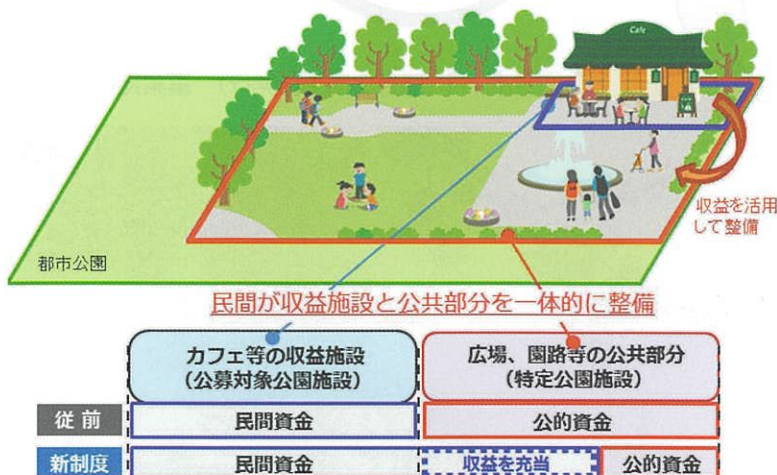 Cafe
収益を活用
して整備
都市公園
民間が収益施設と公共部分を一体的に整備
カフェ等の収益施設
(公募対象公園施設)
広場、園路等の公共部分
(特定公園施設)
従前
民間資金
公的資金
新制度
民間資金
収益を充当
公的資金